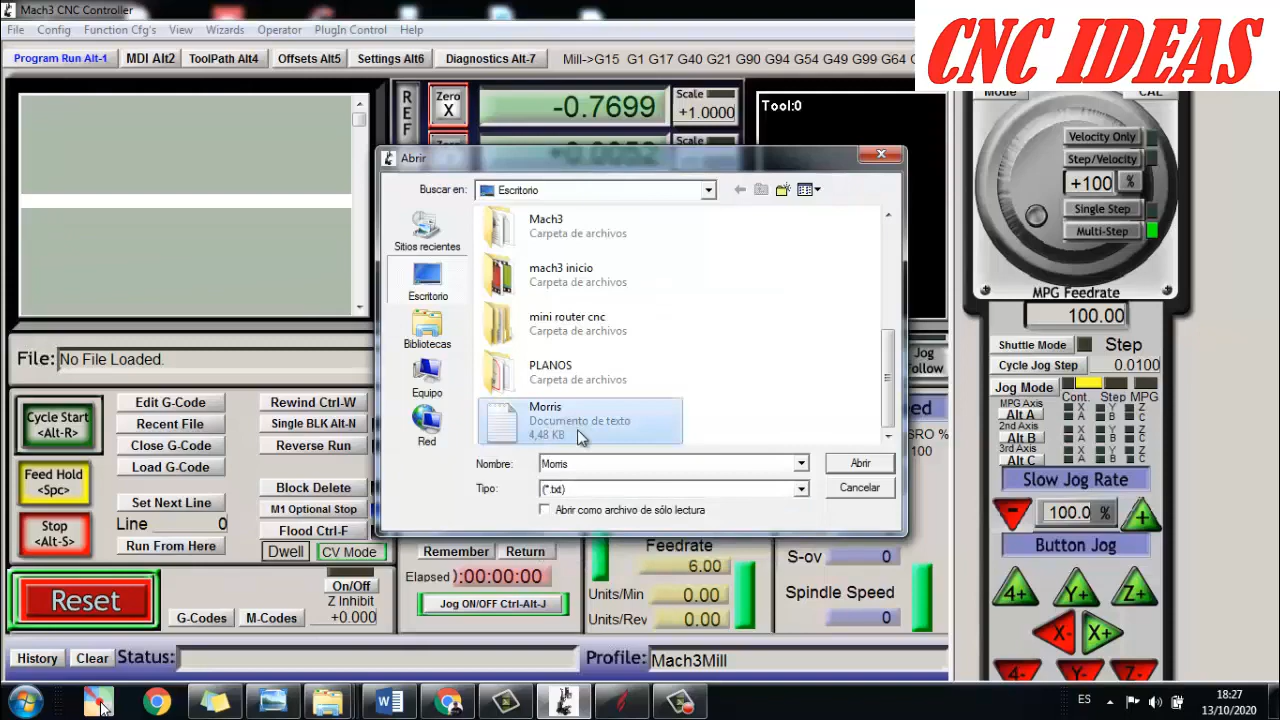 Mach3 CNC Controller
CNC IDEAS
File Config Function Cfg's View Wizards Operator PlugIn Control Help
Program Run Alt-1 MDI Alt2 ToolPath Alt4 Offsets Alt5 Settings Alt6 Diagnostics Alt-7 Mill->G15 G1 G17 G40 G21 G90 G94 G54 G49 G99 G64
REF
Zero X
-0.7699
Scale
+1.0000
Tool:0
Mode CAL
Velocity Only
Step/Velocity
+100 %
Single Step
Multi-Step
MPG Feedrate
100.00
Shuttle Mode Step
Cycle Jog Step 0.0100
Jog Mode Cont. Step MPG
MPG Axis
Alt A X Y Z A B C
2nd Axis
Alt B X Y Z A B C
3rd Axis
Alt C X Y Z A B C
Slow Jog Rate
100.0 %
Button Jog
4+ Y+ Z+
X- X+
4- Y- Z-
Abrir
Buscar en: Escritorio
Sitios recientes
Escritorio
Bibliotecas
Equipo
Red
Mach3
Carpeta de archivos
mach3 inicio
Carpeta de archivos
mini router cnc
Carpeta de archivos
PLANOS
Carpeta de archivos
Morris
Documento de texto
4,48 KB
Nombre: Morris Abrir
Tipo: (*.txt) Cancelar
Abrir como archivo de sólo lectura
Jog
Follow
SRO %
100
File: No File Loaded.
Cycle Start
<Alt-R>
Feed Hold
<Spc>
Stop
<Alt-S>
Reset
Edit G-Code
Recent File
Close G-Code
Load G-Code
Set Next Line
Line 0
Run From Here
Rewind Ctrl-W
Single BLK Alt-N
Reverse Run
Block Delete
M1 Optional Stop
Flood Ctrl-F
Dwell CV Mode
On/Off
Z Inhibit
+0.000
G-Codes M-Codes
Remember Return
Elapsed ):00:00:00
Jog ON/OFF Ctrl-Alt-J
Feedrate
6.00
Units/Min 0.00
Units/Rev 0.00
S-ov 0
Spindle Speed
0
History Clear Status: Profile: Mach3Mill
ES
18:27
13/10/2020